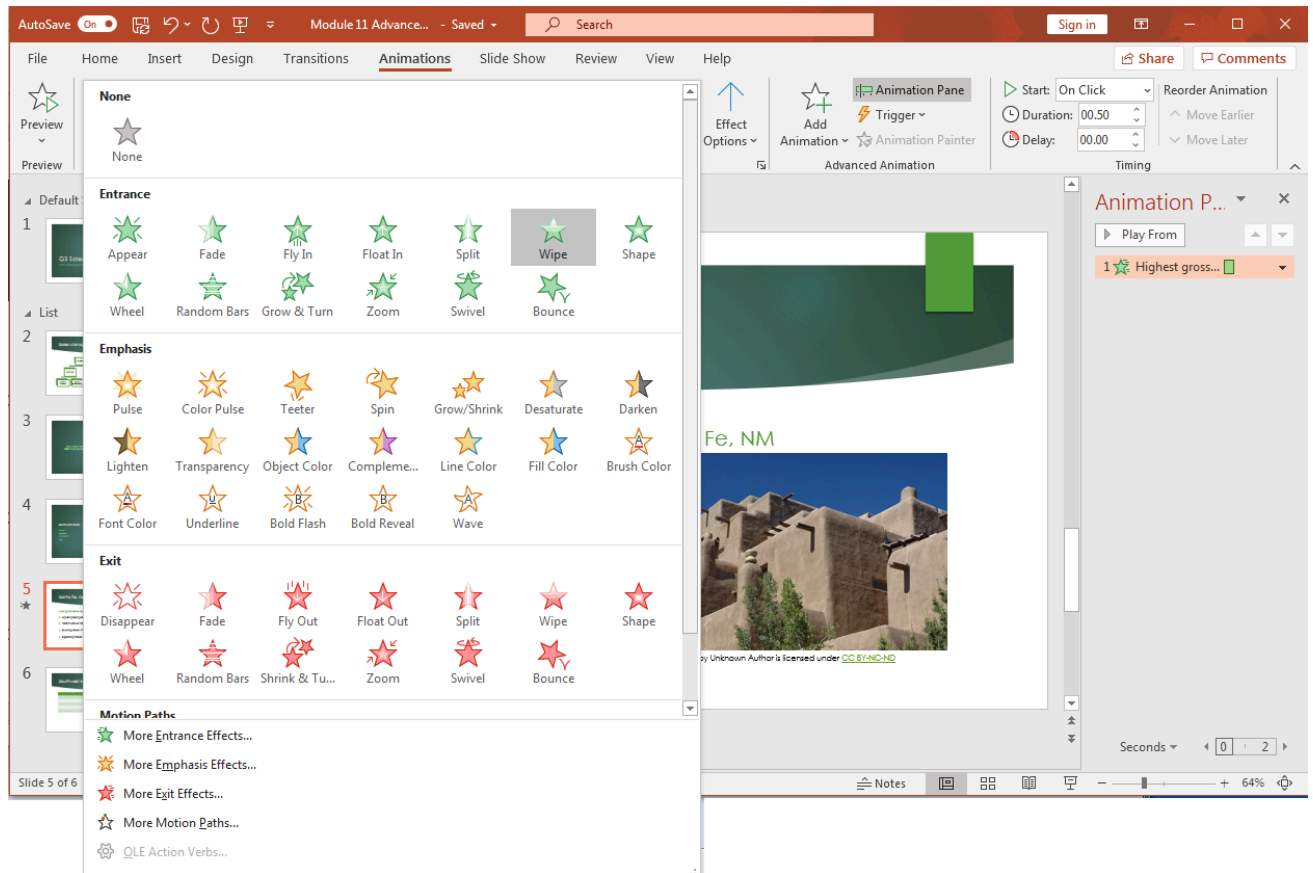 AutoSave On Module 11 Advance... - Saved Search Sign in
File Home Insert Design Transitions Animations Slide Show Review View Help Share Comments
Preview
Preview
None
None
Entrance
Appear Fade Fly In Float In Split Wipe Shape
Wheel Random Bars Grow & Turn Zoom Swivel Bounce
Emphasis
Pulse Color Pulse Teeter Spin Grow/Shrink Desaturate Darken
Lighten Transparency Object Color Compleme... Line Color Fill Color Brush Color
Font Color Underline Bold Flash Bold Reveal Wave
Exit
Disappear Fade Fly Out Float Out Split Wipe Shape
Wheel Random Bars Shrink & Tu... Zoom Swivel Bounce
Motion Paths
More Entrance Effects...
More Emphasis Effects...
More Exit Effects...
More Motion Paths...
OLE Action Verbs...
Effect
Options
Add
Animation
Animation Pane
Trigger
Animation Painter
Advanced Animation
Start: On Click
Duration: 00.50
Delay: 00.00
Reorder Animation
Move Earlier
Move Later
Timing
Default
1
Q3 Sales
List
2
3
4
5
6
Fe, NM
by Unknown Author is licensed under CC BY-NC-ND
Animation P...
Play From
1 Highest gross...
Seconds 0 2
Slide 5 of 6 Notes 64%